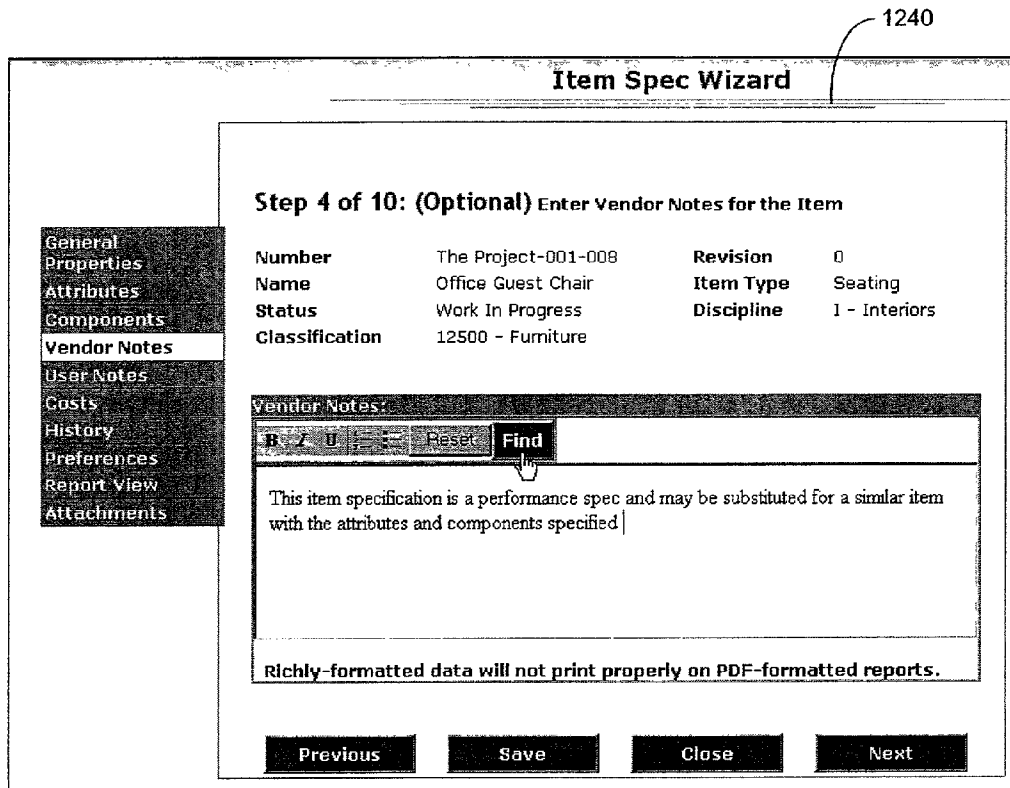 1240
Item Spec Wizard
Step 4 of 10: (Optional) Enter Vendor Notes for the Item
General
Properties
Attributes
Components
Vendor Notes
User Notes
Costs
History
Preferences
Report View
Attachments
Number The Project-001-008 Revision 0
Name Office Guest Chair Item Type Seating
Status Work In Progress Discipline I - Interiors
Classification 12500 - Furniture
Vendor Notes:
B I U Reset Find
This item specification is a performance spec and may be substituted for a similar item
with the attributes and components specified
Richly-formatted data will not print properly on PDF-formatted reports.
Previous Save Close Next